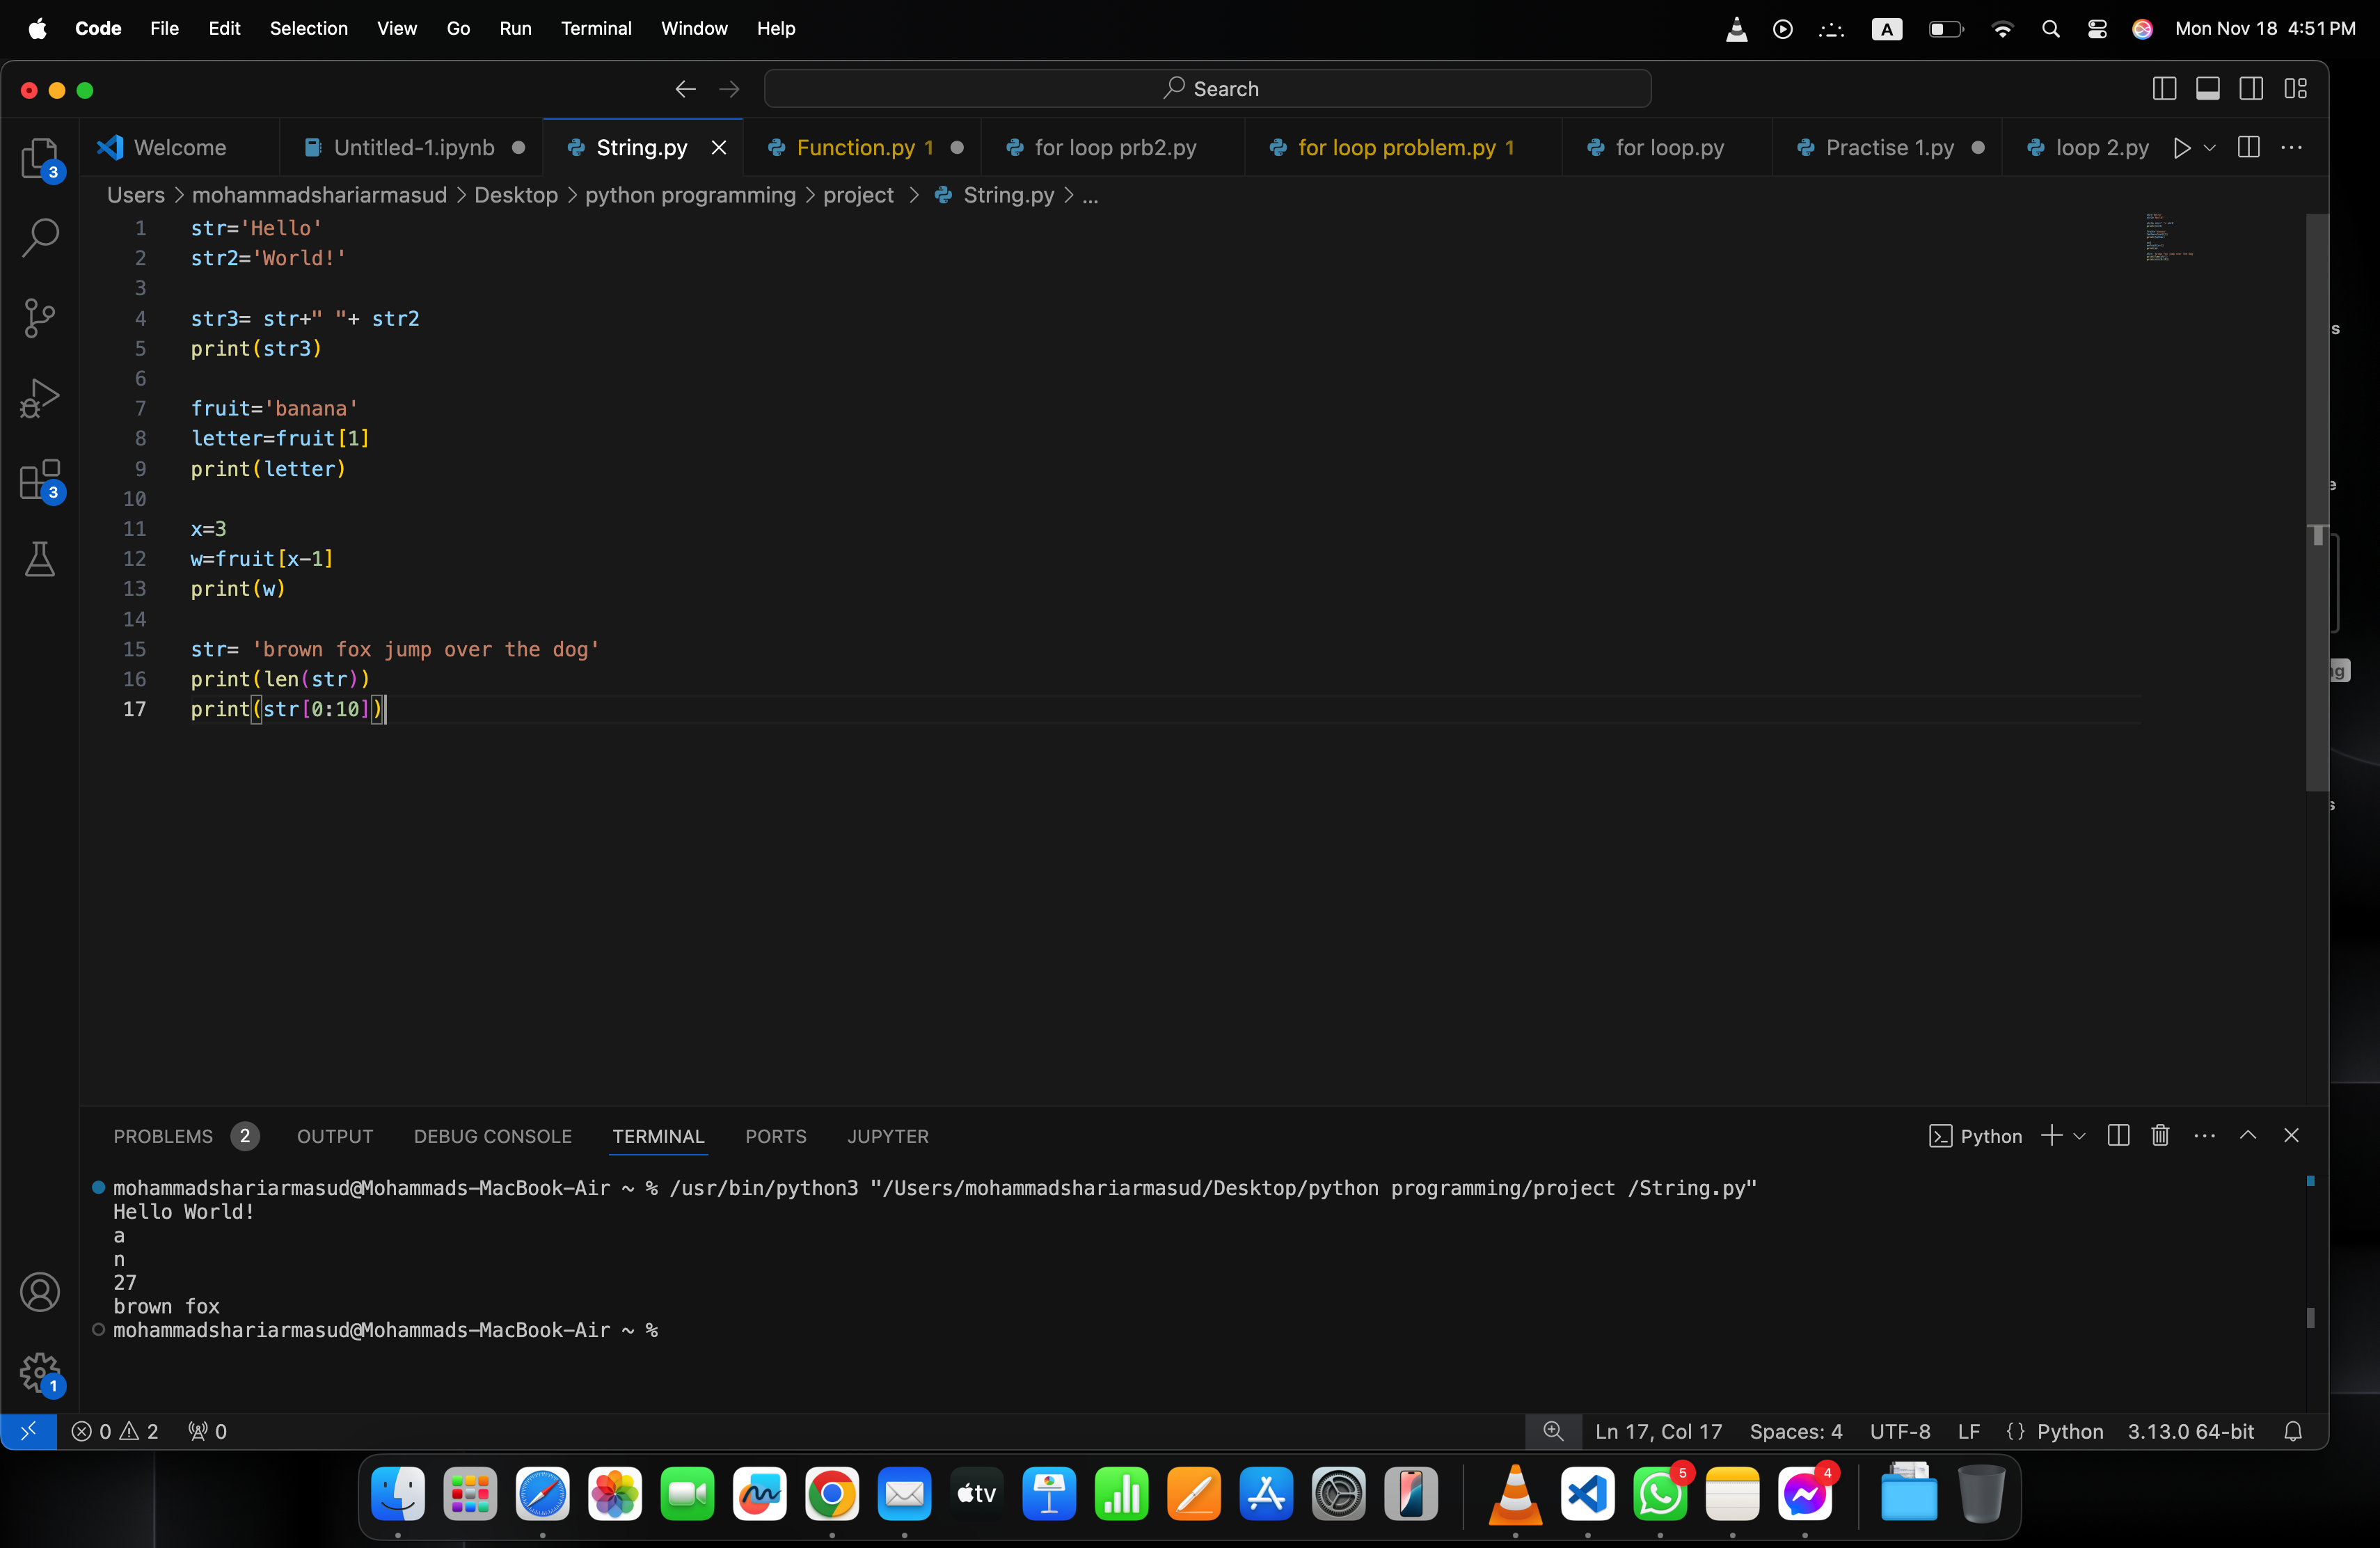 Code File Edit Selection View Go Run Terminal Window Help A Mon Nov 18 4:51 PM
Search
Welcome Untitled-1.ipynb String.py Function.py 1 for loop prb2.py for loop problem.py 1 for loop.py Practise 1.py loop 2.py
Users > mohammadshariarmasud > Desktop > python programming > project > String.py > ...
3
3
1 str='Hello'
2 str2='World!'
3
4 str3= str+" "+ str2
5 print(str3)
6
7 fruit='banana'
8 letter=fruit[1]
9 print(letter)
10
11 x=3
12 w=fruit[x-1]
13 print(w)
14
15 str= 'brown fox jump over the dog'
16 print(len(str))
17 print(str[0:10])
PROBLEMS 2 OUTPUT DEBUG CONSOLE TERMINAL PORTS JUPYTER Python
mohammadshariarmasud@Mohammads-MacBook-Air ~ % /usr/bin/python3 "/Users/mohammadshariarmasud/Desktop/python programming/project /String.py"
Hello World!
a
n
27
brown fox
mohammadshariarmasud@Mohammads-MacBook-Air ~ %
1
0 2 0 Ln 17, Col 17 Spaces: 4 UTF-8 LF {} Python 3.13.0 64-bit
tv 5 4